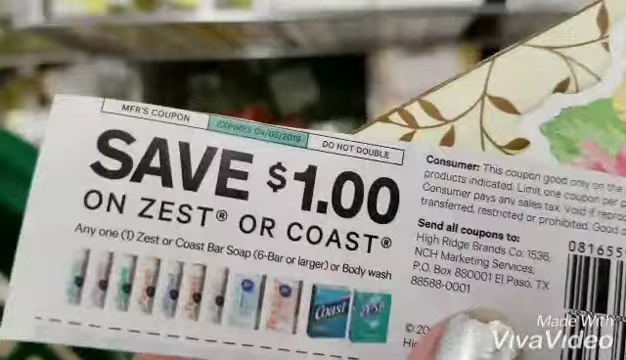 MFR'S COUPON
EXPIRES 04/06/2019
DO NOT DOUBLE
SAVE $1.00
ON ZEST® OR COAST®
Any one (1) Zest or Coast Bar Soap (6-Bar or larger) or Body wash
Coast
ZEST
Consumer: This coupon good only on the
products indicated. Limit one coupon per p
Consumer pays any sales tax. Void if reprod
transferred, restricted or prohibited. Good o
Send all coupons to:
High Ridge Brands Co. 1536,
NCH Marketing Services,
P.O. Box 880001 El Paso, TX
88588-0001
© 20
081655
Made With
VivaVideo